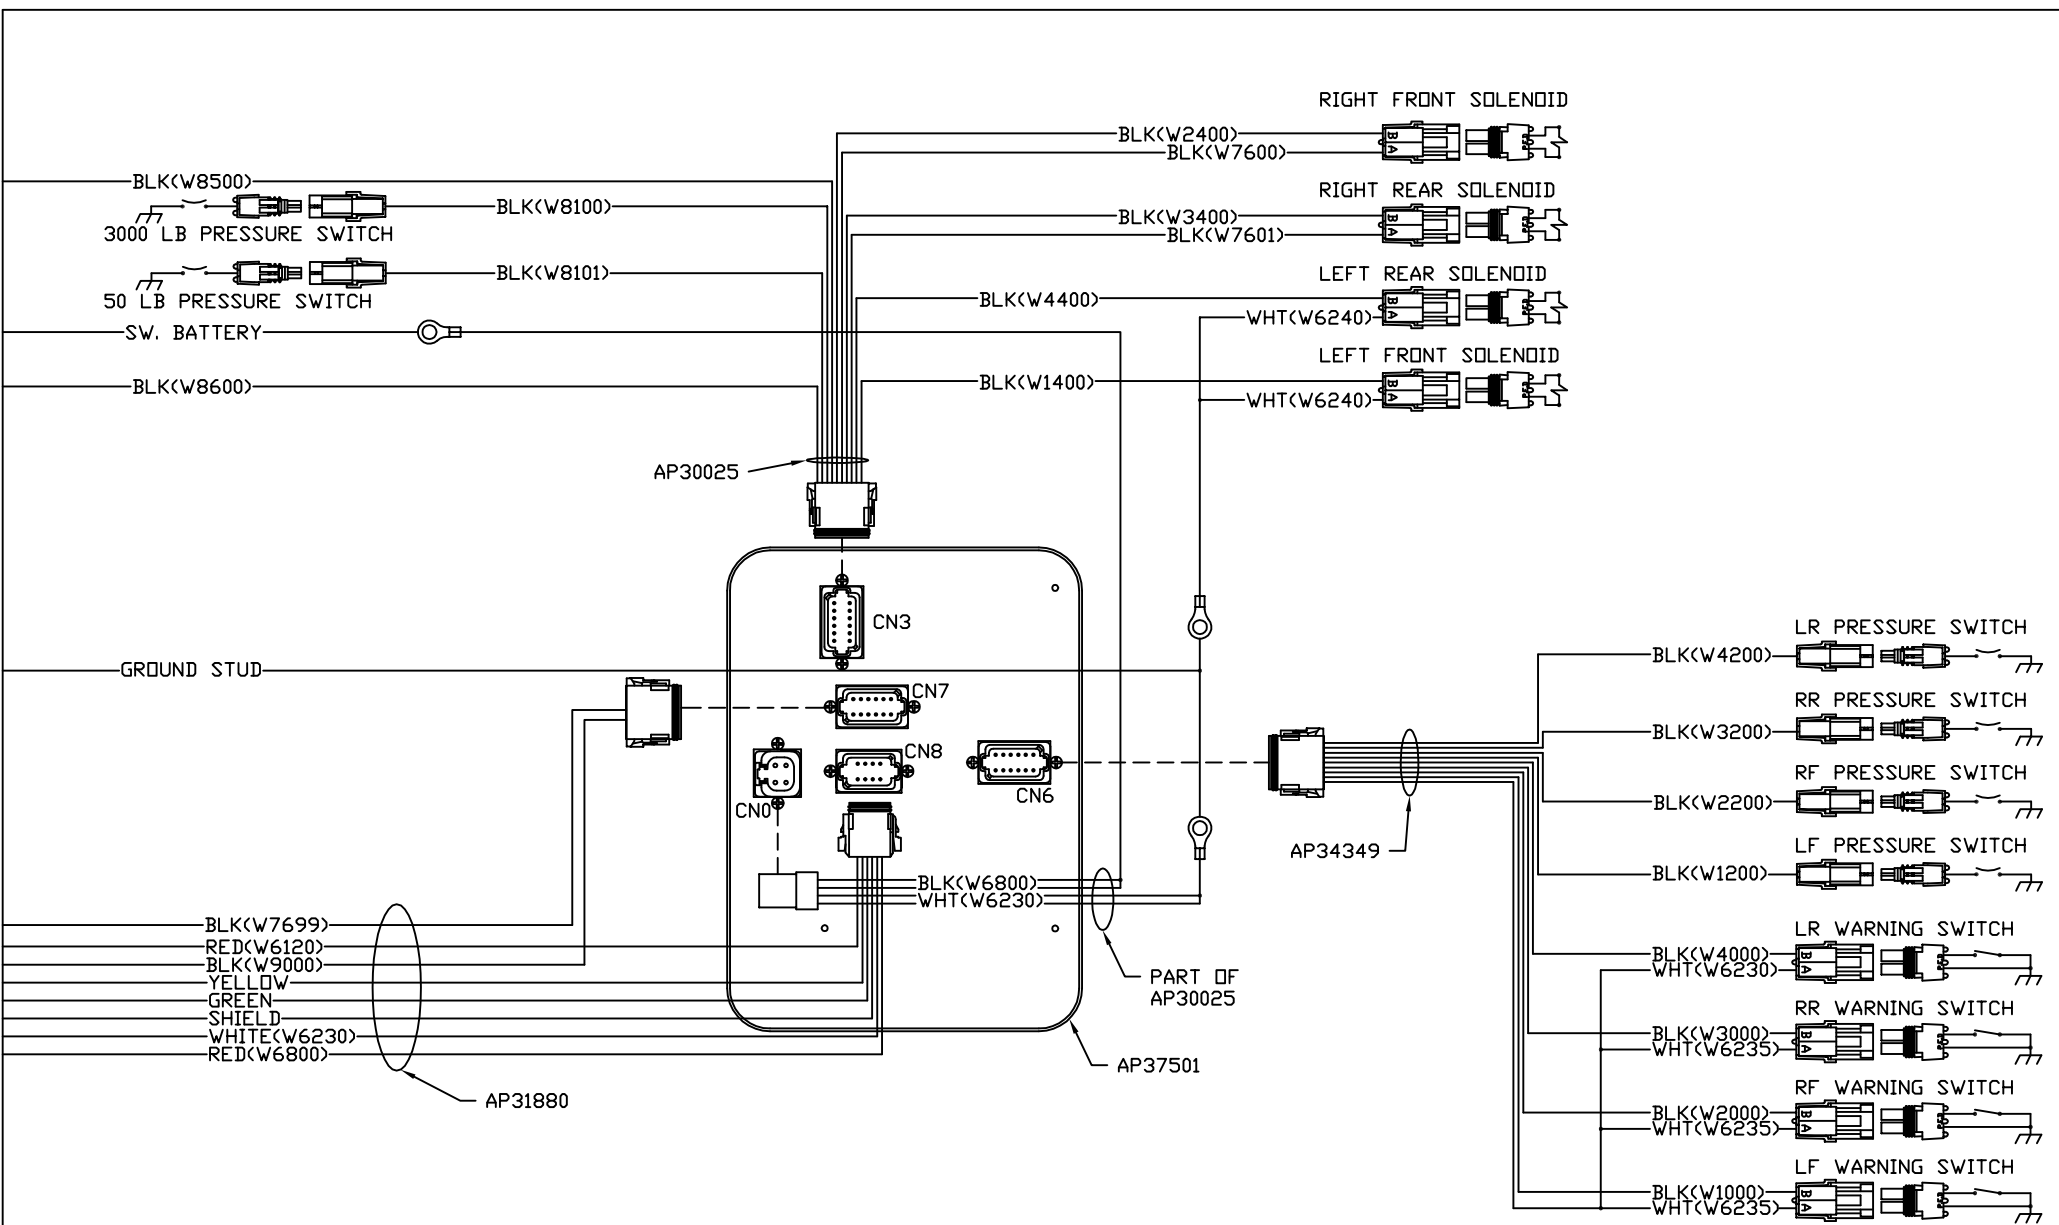 RIGHT FRONT SOLENOID
BLK(W2400)
BLK(W7600)
B
A
BLK(W8500)
RIGHT REAR SOLENOID
BLK(W8100)
BLK(W3400)
BLK(W7601)
B
A
3000 LB PRESSURE SWITCH
BLK(W8101)
LEFT REAR SOLENOID
50 LB PRESSURE SWITCH
BLK(W4400)
WHT(W6240)
B
A
SW. BATTERY
LEFT FRONT SOLENOID
BLK(W8600)
BLK(W1400)
WHT(W6240)
B
A
AP30025
CN3
GROUND STUD
CN7
CN8
CN0
CN6
LR PRESSURE SWITCH
BLK(W4200)
RR PRESSURE SWITCH
BLK(W3200)
RF PRESSURE SWITCH
BLK(W2200)
AP34349
LF PRESSURE SWITCH
BLK(W1200)
BLK(W6800)
WHT(W6230)
BLK(W7699)
RED(W6120)
BLK(W9000)
YELLOW
GREEN
SHIELD
WHITE(W6230)
RED(W6800)
PART OF
AP30025
AP37501
AP31880
LR WARNING SWITCH
BLK(W4000)
WHT(W6230)
B
A
RR WARNING SWITCH
BLK(W3000)
WHT(W6235)
B
A
RF WARNING SWITCH
BLK(W2000)
WHT(W6235)
B
A
LF WARNING SWITCH
BLK(W1000)
WHT(W6235)
B
A